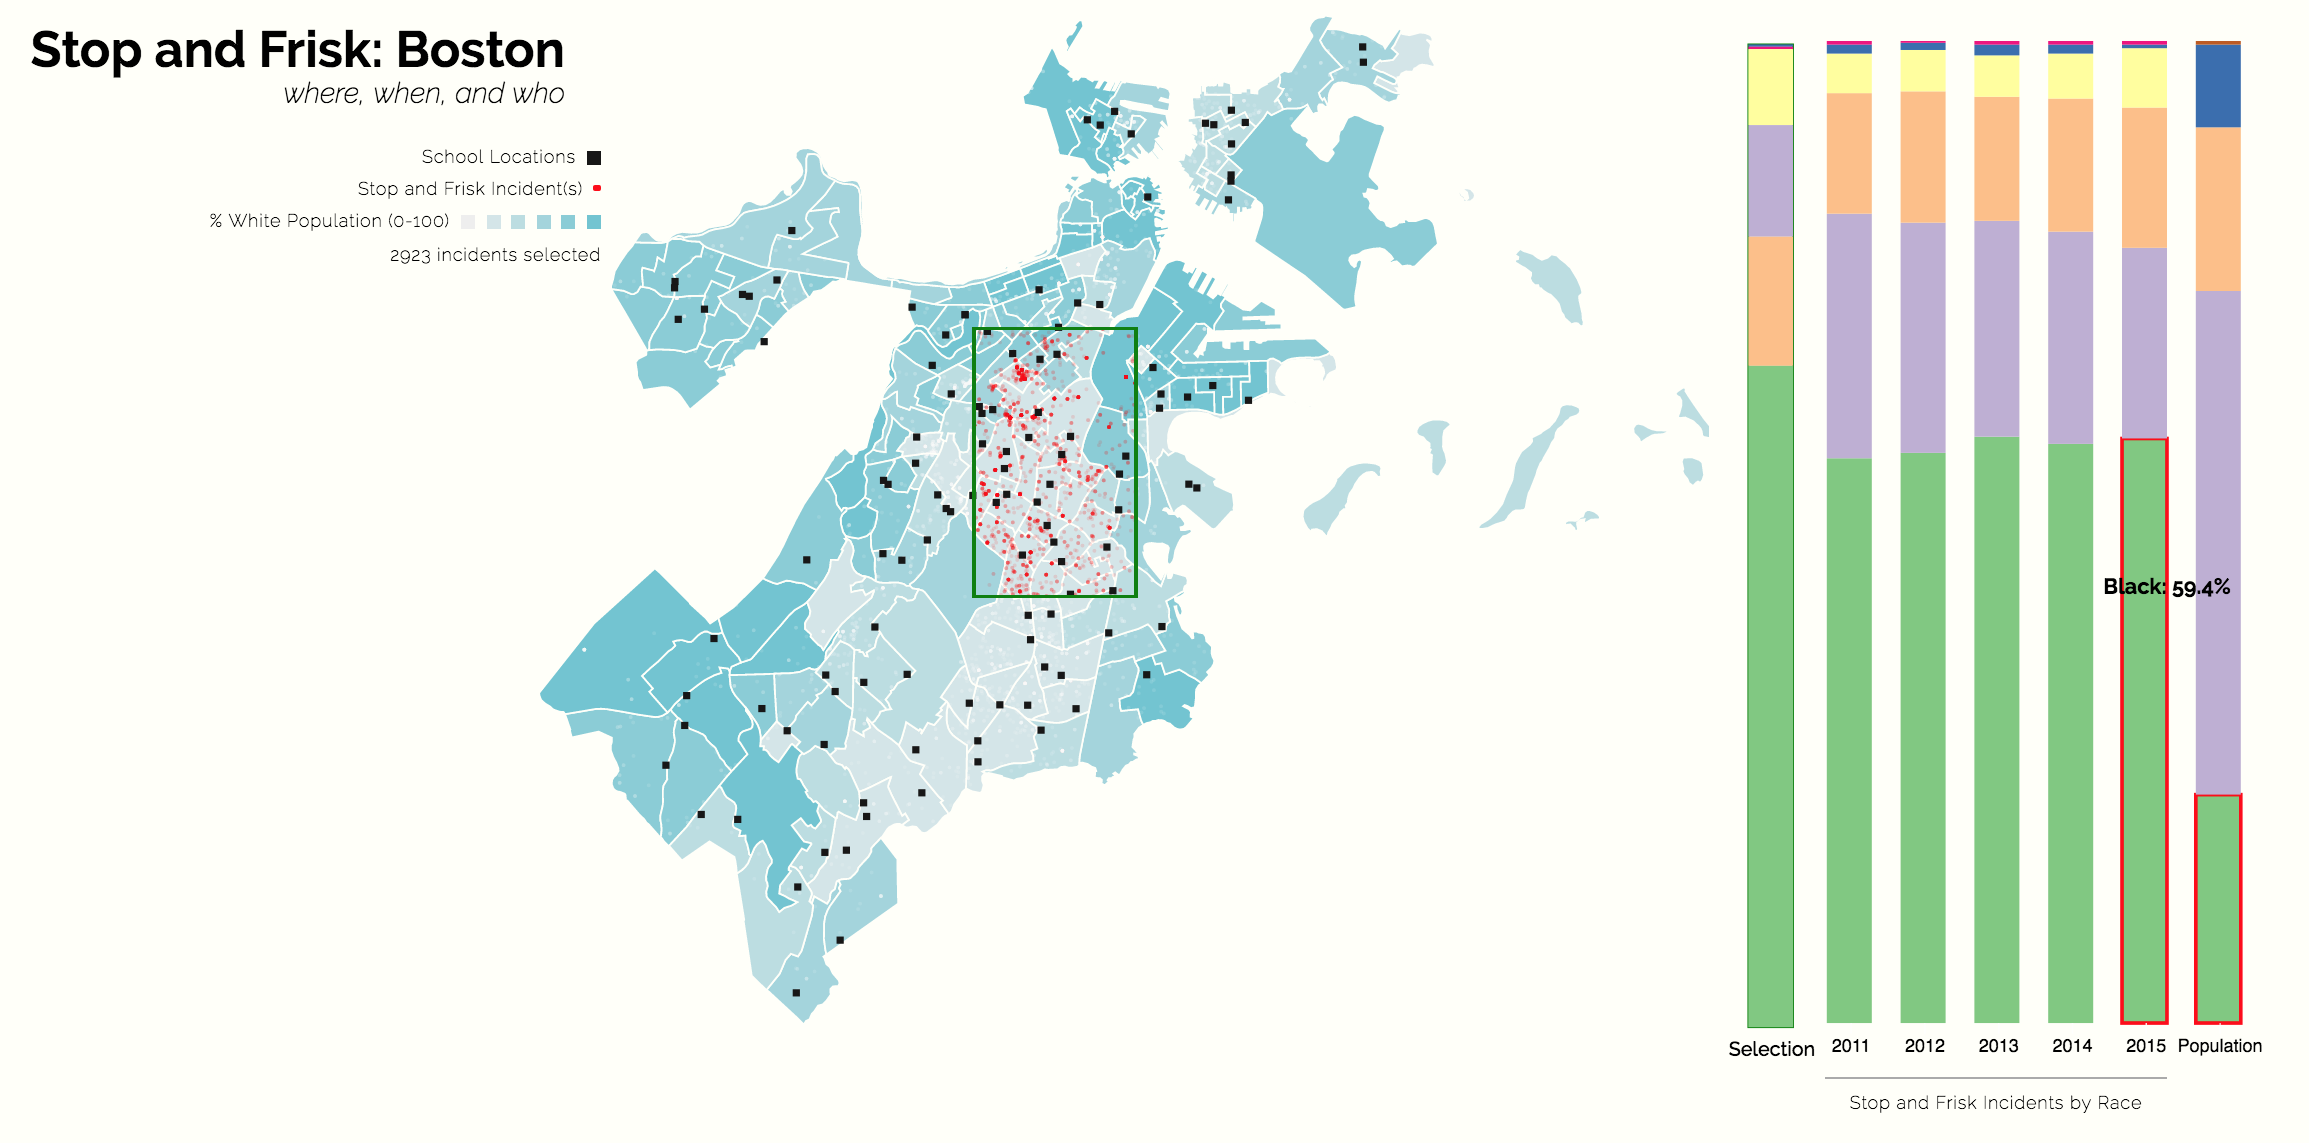 Stop and Frisk: Boston
where, when, and who
School Locations
Stop and Frisk Incident(s)
% White Population (0-100)
2923 incidents selected
Black: 59.4%
Selection 2011 2012 2013 2014 2015 Population
Stop and Frisk Incidents by Race